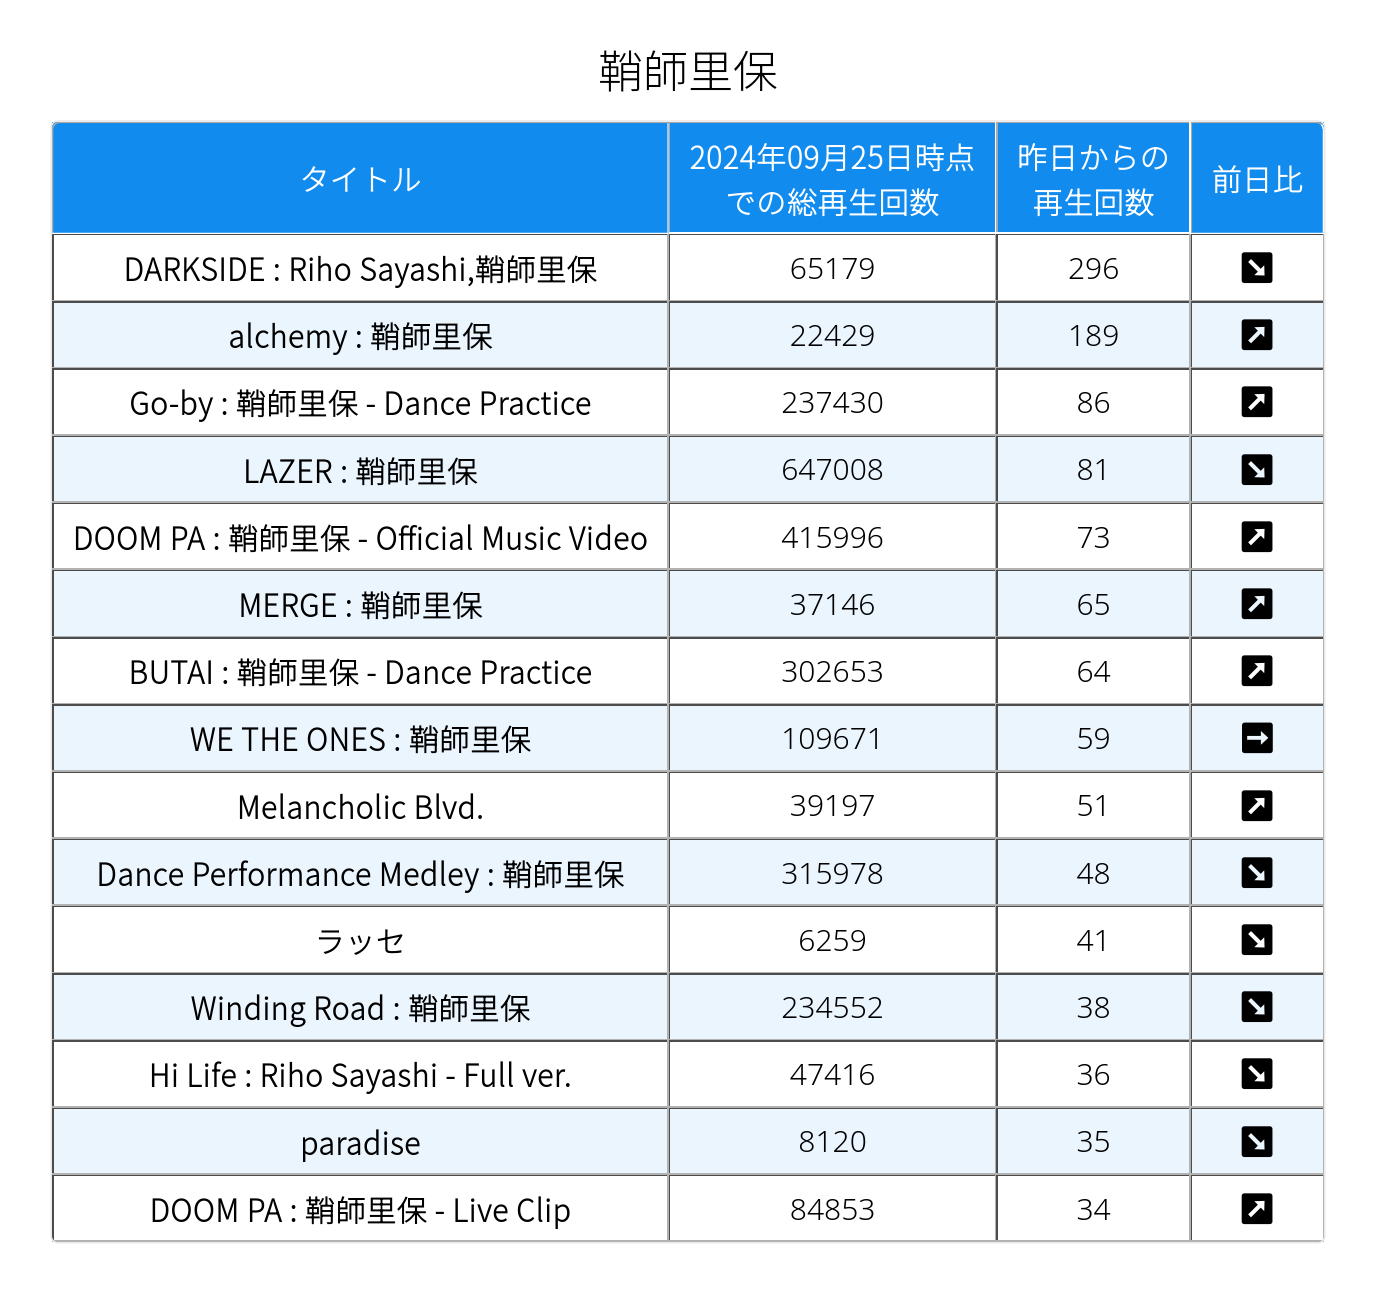 鞘師里保
タイトル 2024年09月25日時点での総再生回数 昨日からの再生回数 前日比
DARKSIDE : Riho Sayashi,鞘師里保 65179 296 ↘
alchemy : 鞘師里保 22429 189 ↗
Go-by : 鞘師里保 - Dance Practice 237430 86 ↗
LAZER : 鞘師里保 647008 81 ↘
DOOM PA : 鞘師里保 - Official Music Video 415996 73 ↗
MERGE : 鞘師里保 37146 65 ↗
BUTAI : 鞘師里保 - Dance Practice 302653 64 ↗
WE THE ONES : 鞘師里保 109671 59 →
Melancholic Blvd. 39197 51 ↗
Dance Performance Medley : 鞘師里保 315978 48 ↘
ラッセ 6259 41 ↘
Winding Road : 鞘師里保 234552 38 ↘
Hi Life : Riho Sayashi - Full ver. 47416 36 ↘
paradise 8120 35 ↘
DOOM PA : 鞘師里保 - Live Clip 84853 34 ↗